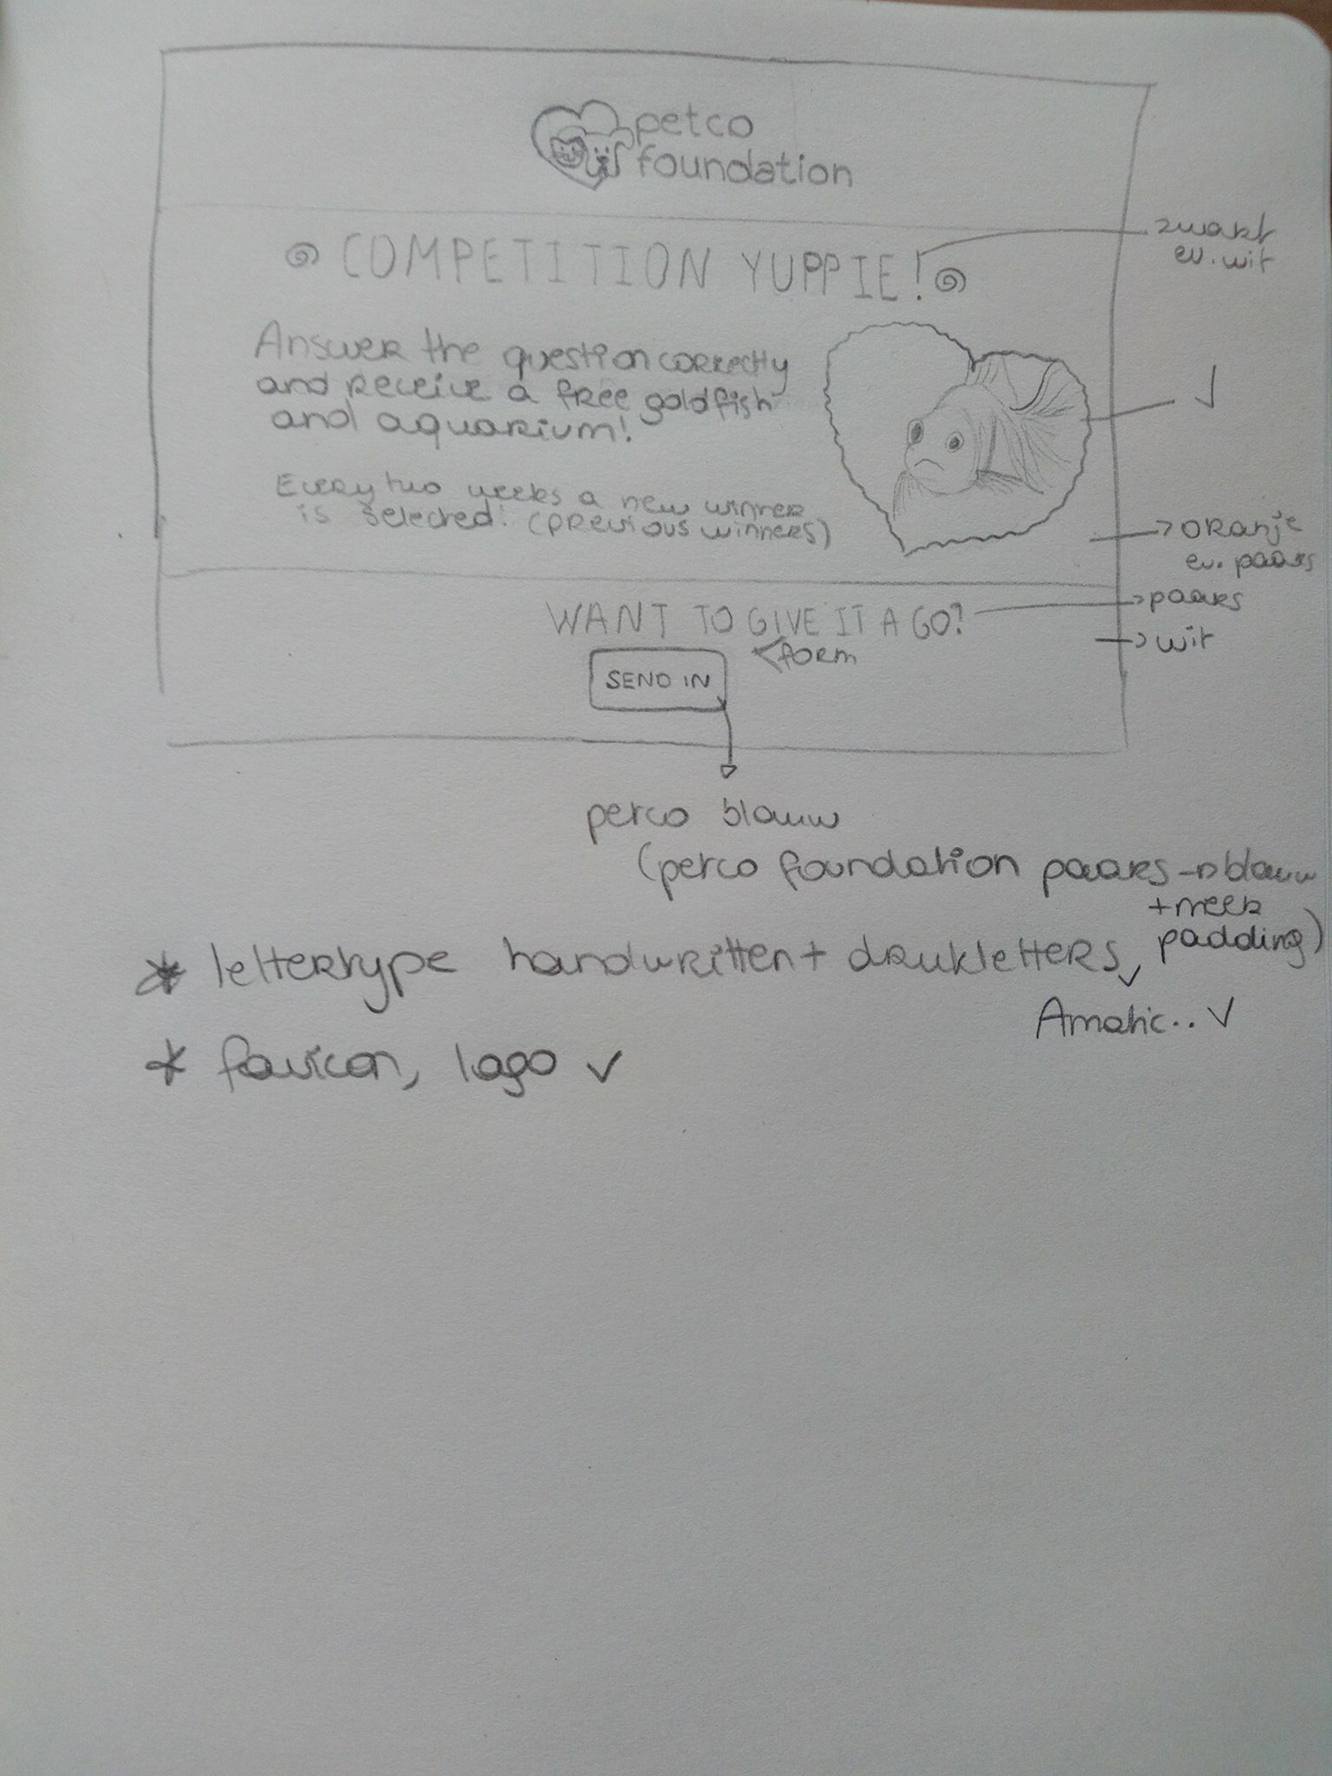 petco
foundation
COMPETITION YUPPIE!
zwart
ev. wit
Answer the question correctly
and receive a free goldfish
and aquarium!
Every two weeks a new winner
is selected! (previous winners)
oranje
ev. paars
WANT TO GIVE IT A GO?
paars
form
wit
SEND IN
petco blauw
(petco foundation paars → blauw
+ meer
padding)
* lettertype handwritten + drukletters
Amatic.. ✓
* favicon, logo ✓